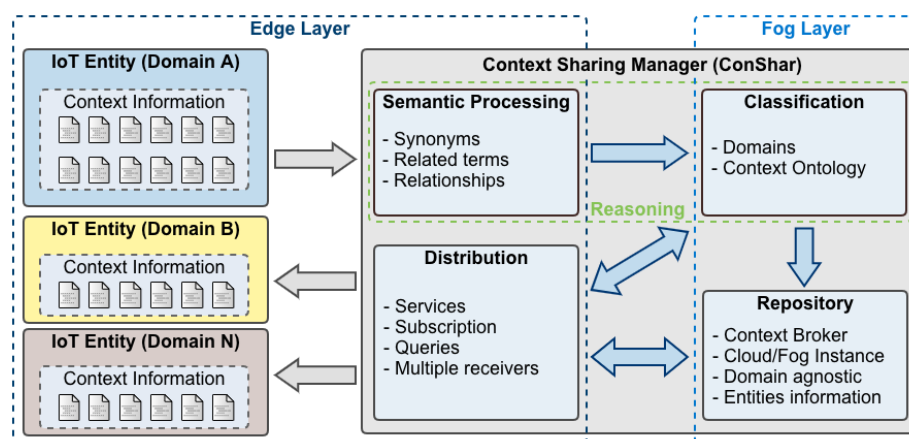 Edge Layer
Fog Layer
IoT Entity (Domain A)
Context Information
IoT Entity (Domain B)
Context Information
IoT Entity (Domain N)
Context Information
Context Sharing Manager (ConShar)
Semantic Processing
- Synonyms
- Related terms
- Relationships
Classification
- Domains
- Context Ontology
Reasoning
Distribution
- Services
- Subscription
- Queries
- Multiple receivers
Repository
- Context Broker
- Cloud/Fog Instance
- Domain agnostic
- Entities information